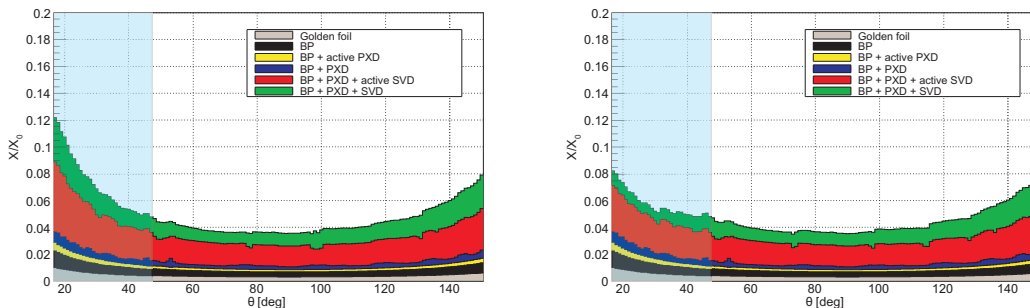 0.2
0.18
0.16
0.14
0.12
0.1
0.08
0.06
0.04
0.02
0
X/X0
Golden foil
BP
BP + active PXD
BP + PXD
BP + PXD + active SVD
BP + PXD + SVD
20 40 60 80 100 120 140
θ [deg]
0.2
0.18
0.16
0.14
0.12
0.1
0.08
0.06
0.04
0.02
0
X/X0
Golden foil
BP
BP + active PXD
BP + PXD
BP + PXD + active SVD
BP + PXD + SVD
20 40 60 80 100 120 140
θ [deg]